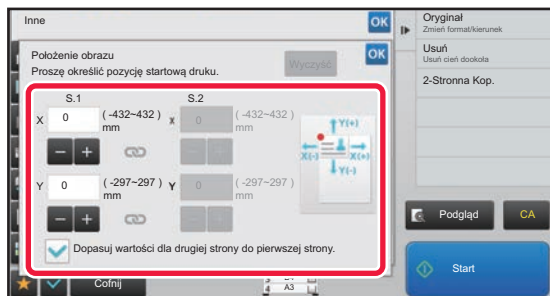 Inne
OK
Położenie obrazu
Proszę określić pozycję startową druku.
Wyczyść
OK
S.1
S.2
X
0
( -432~432 )
mm
x
0
( -432~432 )
mm
− +
− +
Y(+)
X(-)
X(+)
Y(-)
Y
0
( -297~297 )
mm
Y
0
( -297~297 )
mm
− +
− +
Dopasuj wartości dla drugiej strony do pierwszej strony.
Cofnij
4
A3
Oryginał
Zmień format/kierunek
Usuń
Usuń cień dookoła
2-Stronna Kop.
Podgląd
CA
Start